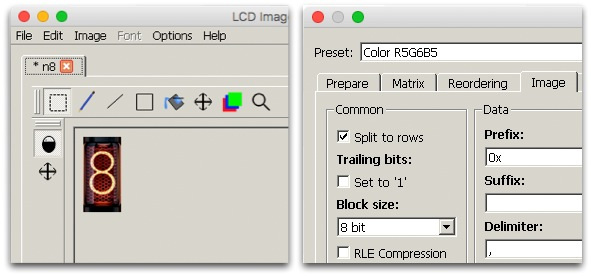 LCD Imag
File Edit Image Font Options Help
* n8
8
Preset: Color R5G6B5
Prepare Matrix Reordering Image
Common
Split to rows
Trailing bits:
Set to '1'
Block size:
8 bit
RLE Compression
Data
Prefix:
0x
Suffix:
Delimiter:
,